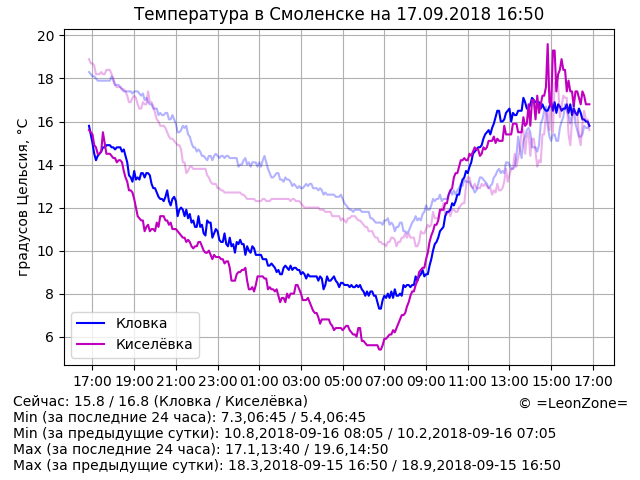 Температура в Смоленске на 17.09.2018 16:50
градусов Цельсия, °C
20
18
16
14
12
10
8
6
Кловка
Киселёвка
17:00 19:00 21:00 23:00 01:00 03:00 05:00 07:00 09:00 11:00 13:00 15:00 17:00
Сейчас: 15.8 / 16.8 (Кловка / Киселёвка)
© =LeonZone=
Min (за последние 24 часа): 7.3,06:45 / 5.4,06:45
Min (за предыдущие сутки): 10.8,2018-09-16 08:05 / 10.2,2018-09-16 07:05
Max (за последние 24 часа): 17.1,13:40 / 19.6,14:50
Max (за предыдущие сутки): 18.3,2018-09-15 16:50 / 18.9,2018-09-15 16:50